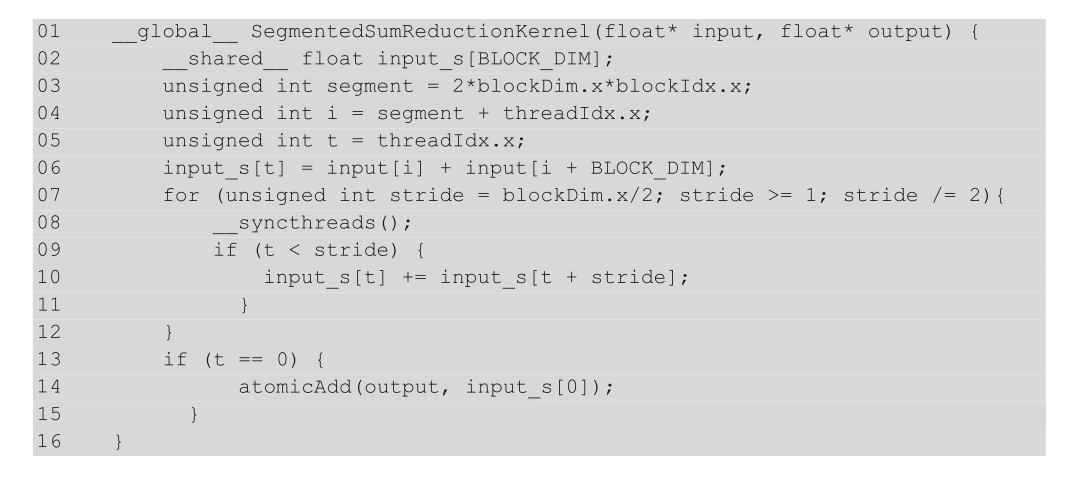 01 __global__ SegmentedSumReductionKernel(float* input, float* output) {
02 __shared__ float input_s[BLOCK_DIM];
03 unsigned int segment = 2*blockDim.x*blockIdx.x;
04 unsigned int i = segment + threadIdx.x;
05 unsigned int t = threadIdx.x;
06 input_s[t] = input[i] + input[i + BLOCK_DIM];
07 for (unsigned int stride = blockDim.x/2; stride >= 1; stride /= 2){
08 __syncthreads();
09 if (t < stride) {
10 input_s[t] += input_s[t + stride];
11 }
12 }
13 if (t == 0) {
14 atomicAdd(output, input_s[0]);
15 }
16 }